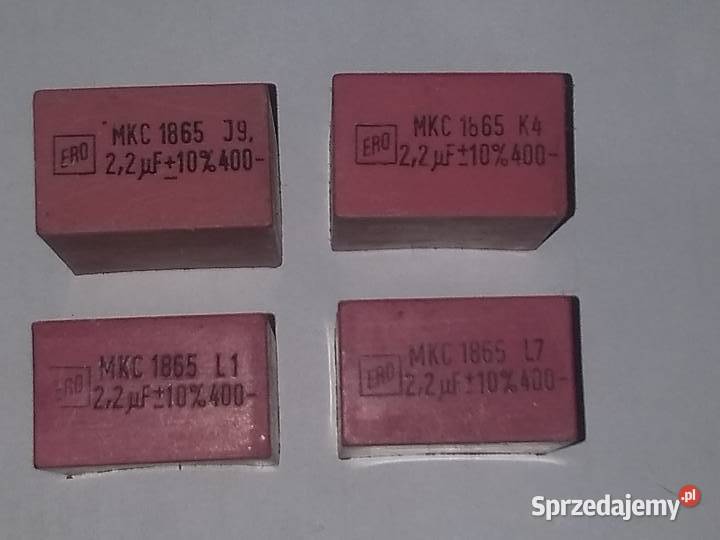 ERO
MKC 1865 J9.
2,2µF±10%400-
ERO
MKC 1865 K4
2,2µF±10%400-
ERO
MKC 1865 L1
2,2µF±10%400-
ERO
MKC 1865 L7
2,2µF±10%400-
Sprzedajemy.pl